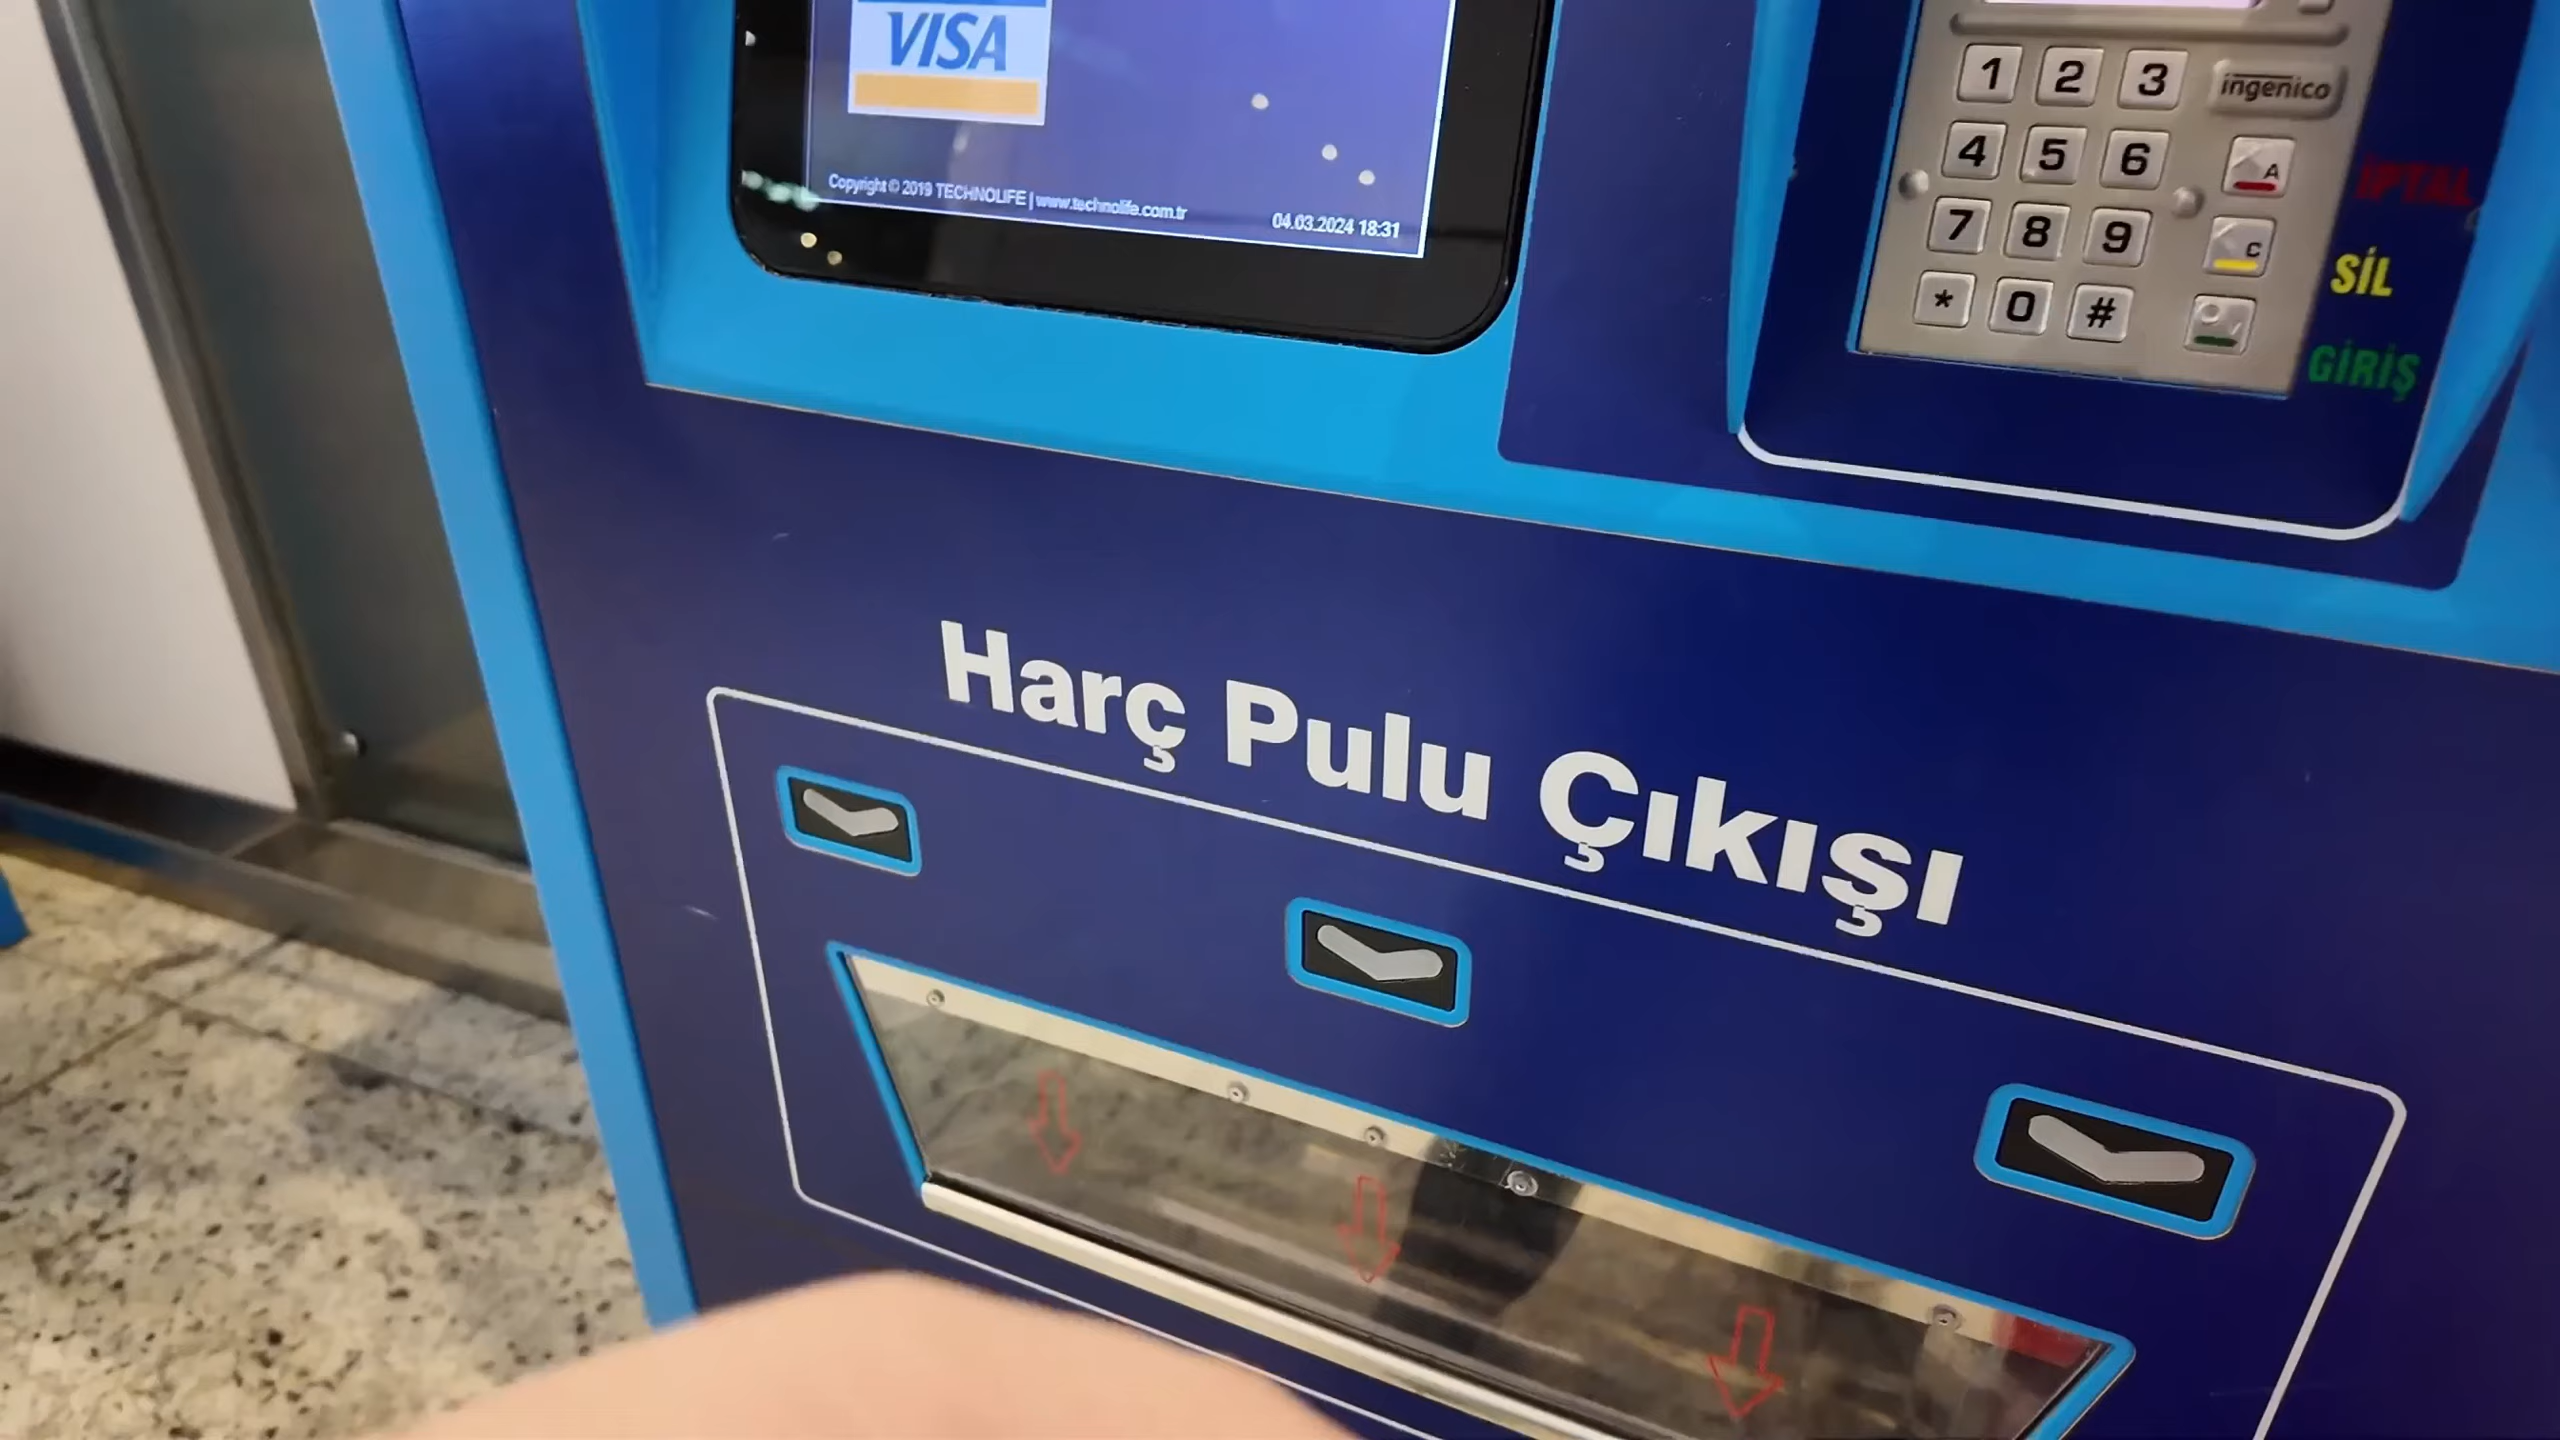 VISA
Copyright © 2019 TECHNOLIFE | www.technolife.com.tr
04.03.2024 18:31
1 2 3 ingenico
4 5 6 A İPTAL
7 8 9 C SİL
* 0 # GİRİŞ
Harç Pulu Çıkışı